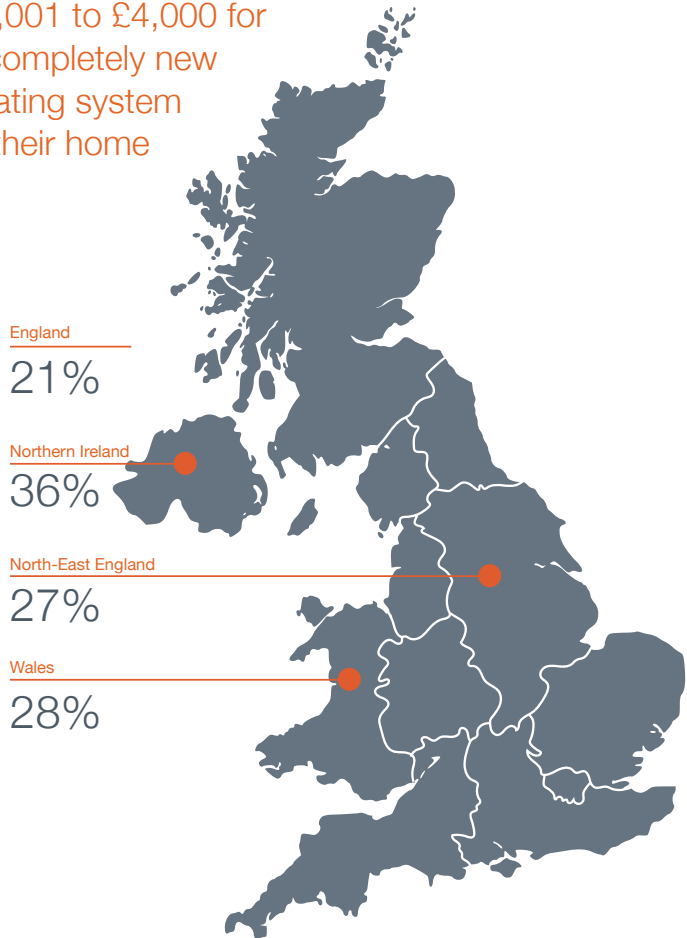 ,001 to £4,000 for
completely new
ating system
their home
England
21%
Northern Ireland
36%
North-East England
27%
Wales
28%